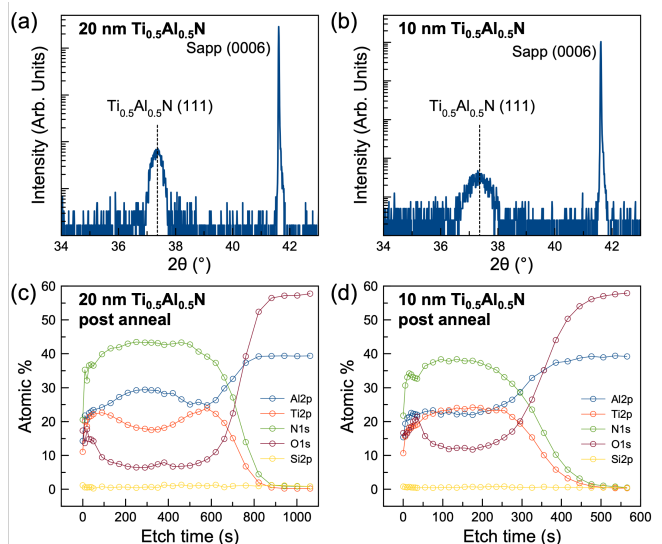 (a) 20 nm Ti0.5Al0.5N
Sapp (0006)
Ti0.5Al0.5N (111)
Intensity (Arb. Units)
34 36 38 40 42
2θ (°)
(b) 10 nm Ti0.5Al0.5N
Sapp (0006)
Ti0.5Al0.5N (111)
Intensity (Arb. Units)
34 36 38 40 42
2θ (°)
(c) 20 nm Ti0.5Al0.5N
post anneal
60
50
40
30
20
10
0
Atomic %
Al2p
Ti2p
N1s
O1s
Si2p
0 200 400 600 800 1000
Etch time (s)
(d) 10 nm Ti0.5Al0.5N
post anneal
60
50
40
30
20
10
0
Atomic %
Al2p
Ti2p
N1s
O1s
Si2p
0 100 200 300 400 500 600
Etch time (s)